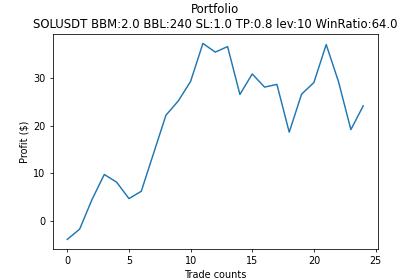 Portfolio
SOLUSDT BBM:2.0 BBL:240 SL:1.0 TP:0.8 lev:10 WinRatio:64.0
Profit ($)
30
20
10
0
0 5 10 15 20 25
Trade counts